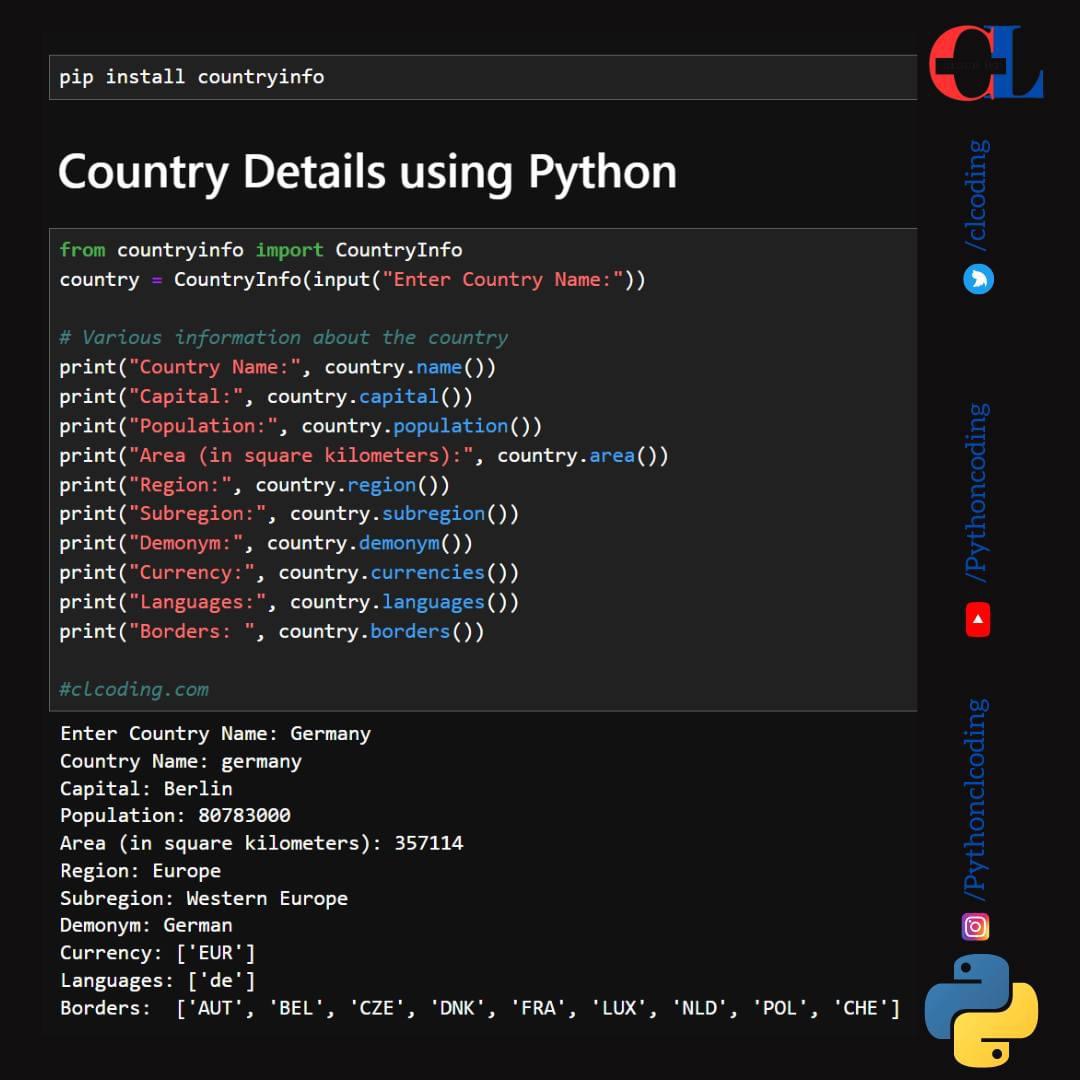 pip install countryinfo
CL
Country Details using Python
from countryinfo import CountryInfo
country = CountryInfo(input("Enter Country Name:"))
# Various information about the country
print("Country Name:", country.name())
print("Capital:", country.capital())
print("Population:", country.population())
print("Area (in square kilometers):", country.area())
print("Region:", country.region())
print("Subregion:", country.subregion())
print("Demonym:", country.demonym())
print("Currency:", country.currencies())
print("Languages:", country.languages())
print("Borders: ", country.borders())
#clcoding.com
Enter Country Name: Germany
Country Name: germany
Capital: Berlin
Population: 80783000
Area (in square kilometers): 357114
Region: Europe
Subregion: Western Europe
Demonym: German
Currency: ['EUR']
Languages: ['de']
Borders:  ['AUT', 'BEL', 'CZE', 'DNK', 'FRA', 'LUX', 'NLD', 'POL', 'CHE']
/clcoding
/Pythoncoding
/Pythonclcoding